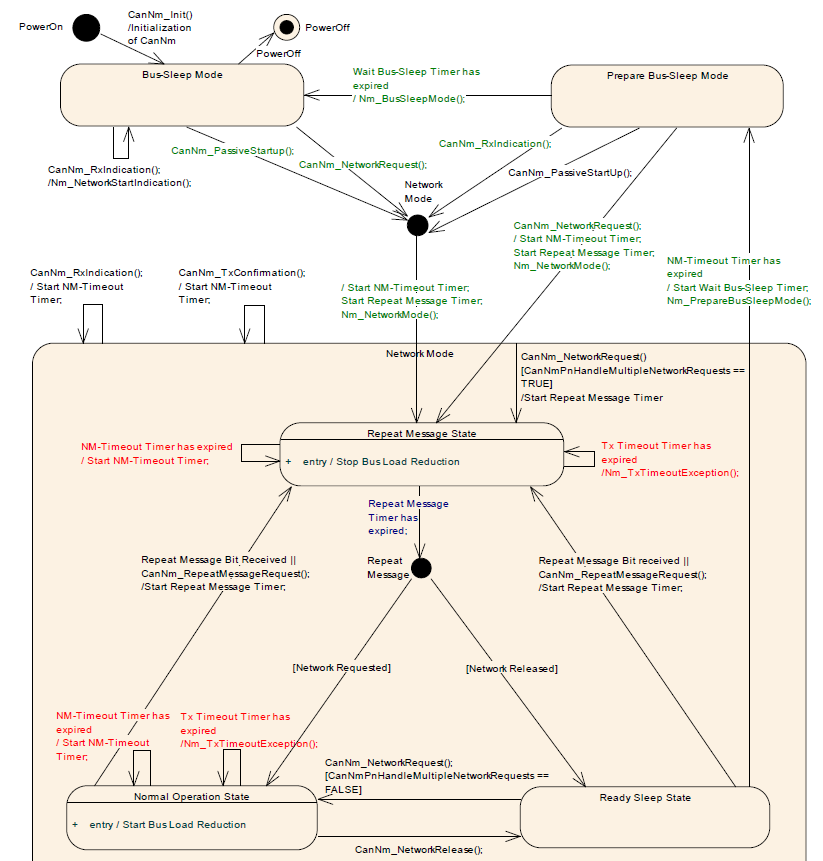 PowerOn
CanNm_Init()
/Initialization
of CanNm
PowerOff
PowerOff
Bus-Sleep Mode
Wait Bus-Sleep Timer has
expired
/ Nm_BusSleepMode();
Prepare Bus-Sleep Mode
CanNm_RxIndication();
/Nm_NetworkStartIndication();
CanNm_PassiveStartup();
CanNm_NetworkRequest();
CanNm_RxIndication();
CanNm_PassiveStartUp();
Network
Mode
CanNm_NetworkRequest();
/ Start NM-Timeout Timer;
Start Repeat Message Timer;
Nm_NetworkMode();
NM-Timeout Timer has
expired
/ Start Wait Bus-Sleep Timer;
Nm_PrepareBusSleepMode();
CanNm_RxIndication();
/ Start NM-Timeout
Timer;
CanNm_TxConfirmation();
/ Start NM-Timeout
Timer;
/ Start NM-Timeout Timer;
Start Repeat Message Timer;
Nm_NetworkMode();
Network Mode
CanNm_NetworkRequest()
[CanNmPnHandleMultipleNetworkRequests ==
TRUE]
/Start Repeat Message Timer
Repeat Message State
+ entry / Stop Bus Load Reduction
NM-Timeout Timer has expired
/ Start NM-Timeout Timer;
Tx Timeout Timer has
expired
/Nm_TxTimeoutException();
Repeat Message
Timer has
expired;
Repeat
Message
Repeat Message Bit Received ||
CanNm_RepeatMessageRequest();
/Start Repeat Message Timer;
Repeat Message Bit received ||
CanNm_RepeatMessageRequest();
/Start Repeat Message Timer;
[Network Requested]
[Network Released]
NM-Timeout Timer has
expired
/ Start NM-Timeout
Timer;
Tx Timeout Timer has
expired
/Nm_TxTimeoutException();
CanNm_NetworkRequest();
[CanNmPnHandleMultipleNetworkRequests ==
FALSE]
Normal Operation State
+ entry / Start Bus Load Reduction
Ready Sleep State
CanNm_NetworkRelease();